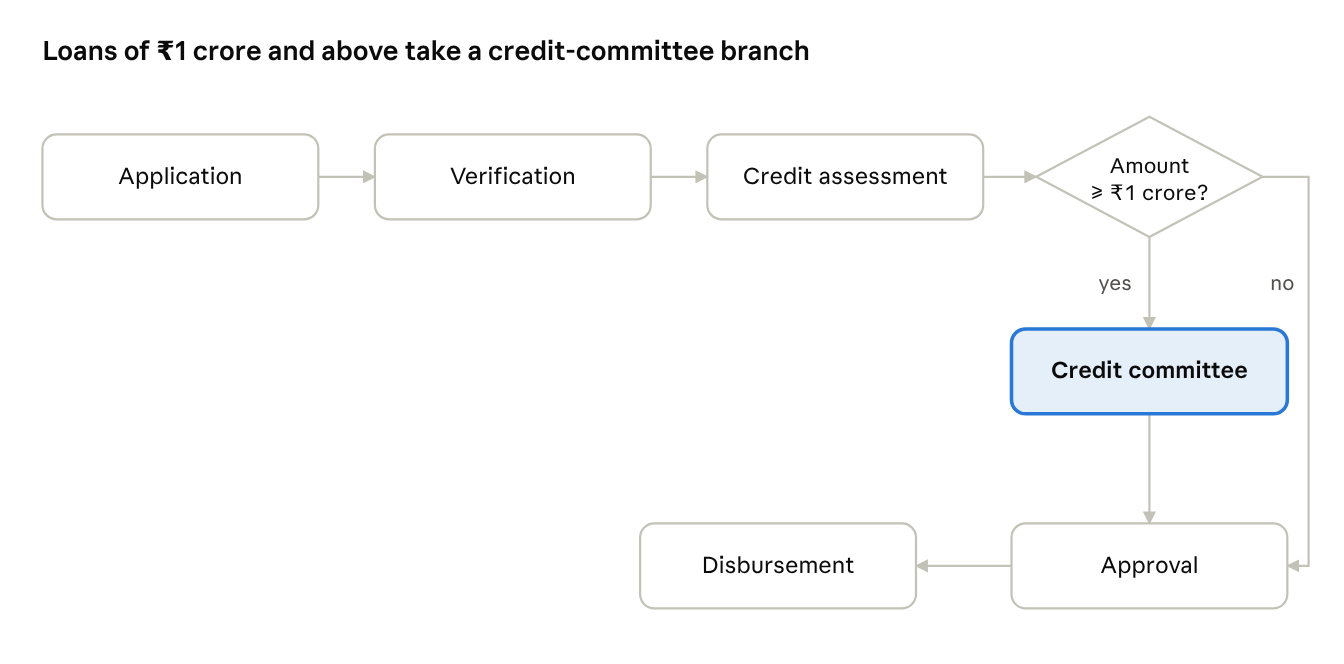 Loans of ₹1 crore and above take a credit-committee branch
Application
Verification
Credit assessment
Amount
≥ ₹1 crore?
yes
no
Credit committee
Disbursement
Approval